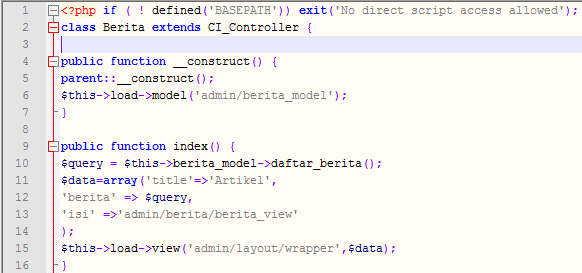 1 <?php if ( ! defined('BASEPATH')) exit('No direct script access allowed');
2 class Berita extends CI_Controller {
3
4 public function __construct() {
5 parent::__construct();
6 $this->load->model('admin/berita_model');
7 }
8
9 public function index() {
10 $query = $this->berita_model->daftar_berita();
11 $data=array('title'=>'Artikel',
12 'berita' => $query,
13 'isi' =>'admin/berita/berita_view'
14 );
15 $this->load->view('admin/layout/wrapper',$data);
16 }